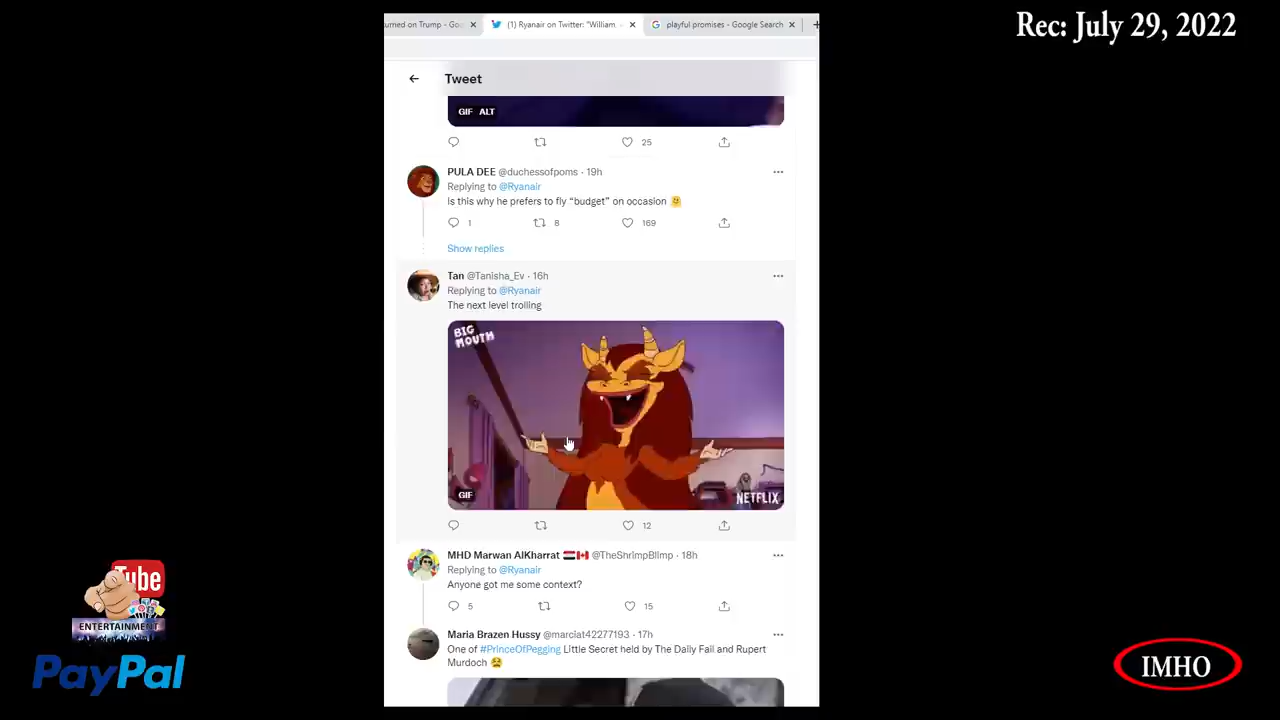 Rec: July 29, 2022
urned on Trump - Goo
(1) Ryanair on Twitter: "William.
playful promises - Google Search
Tweet
GIF ALT
25
PULA DEE @duchessofpoms · 19h
Replying to @Ryanair
Is this why he prefers to fly “budget” on occasion 🫠
1 8 169
Show replies
Tan @Tanisha_Ev · 16h
Replying to @Ryanair
The next level trolling
BIG
MOUTH
GIF
NETFLIX
12
MHD Marwan AlKharrat @TheShrImpBlImp · 18h
Replying to @Ryanair
Anyone got me some context?
5 15
Maria Brazen Hussy @marciat42277193 · 17h
One of #PrinceOfPegging Little Secret held by The Daily Fail and Rupert
Murdoch 😫
Tube
ENTERTAINMENT
PayPal
IMHO